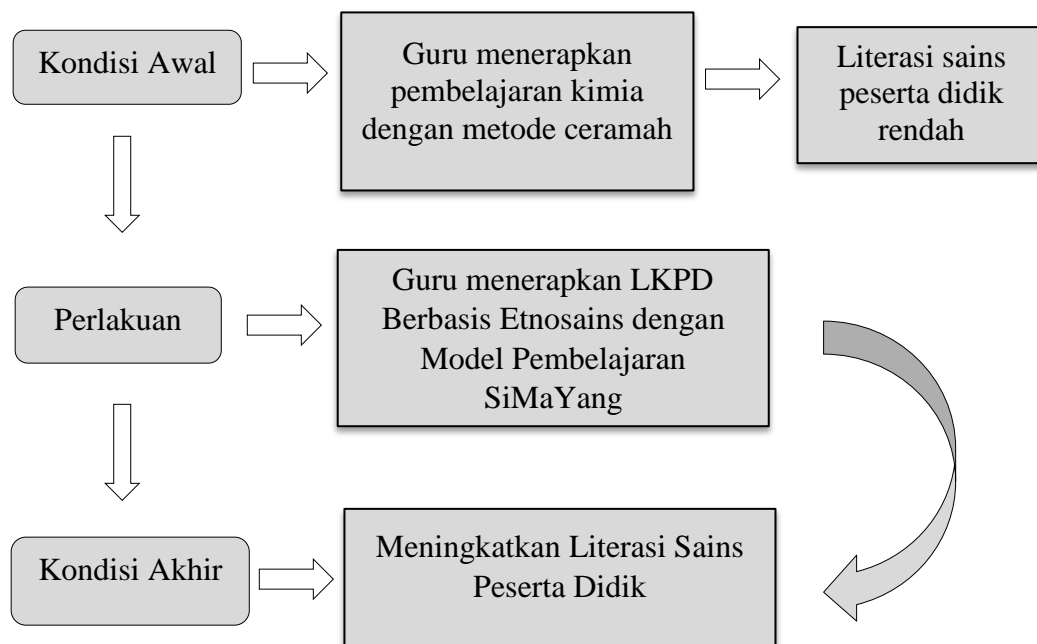 Kondisi Awal
Guru menerapkan
pembelajaran kimia
dengan metode ceramah
Literasi sains
peserta didik
rendah
Perlakuan
Guru menerapkan LKPD
Berbasis Etnosains dengan
Model Pembelajaran
SiMaYang
Kondisi Akhir
Meningkatkan Literasi Sains
Peserta Didik